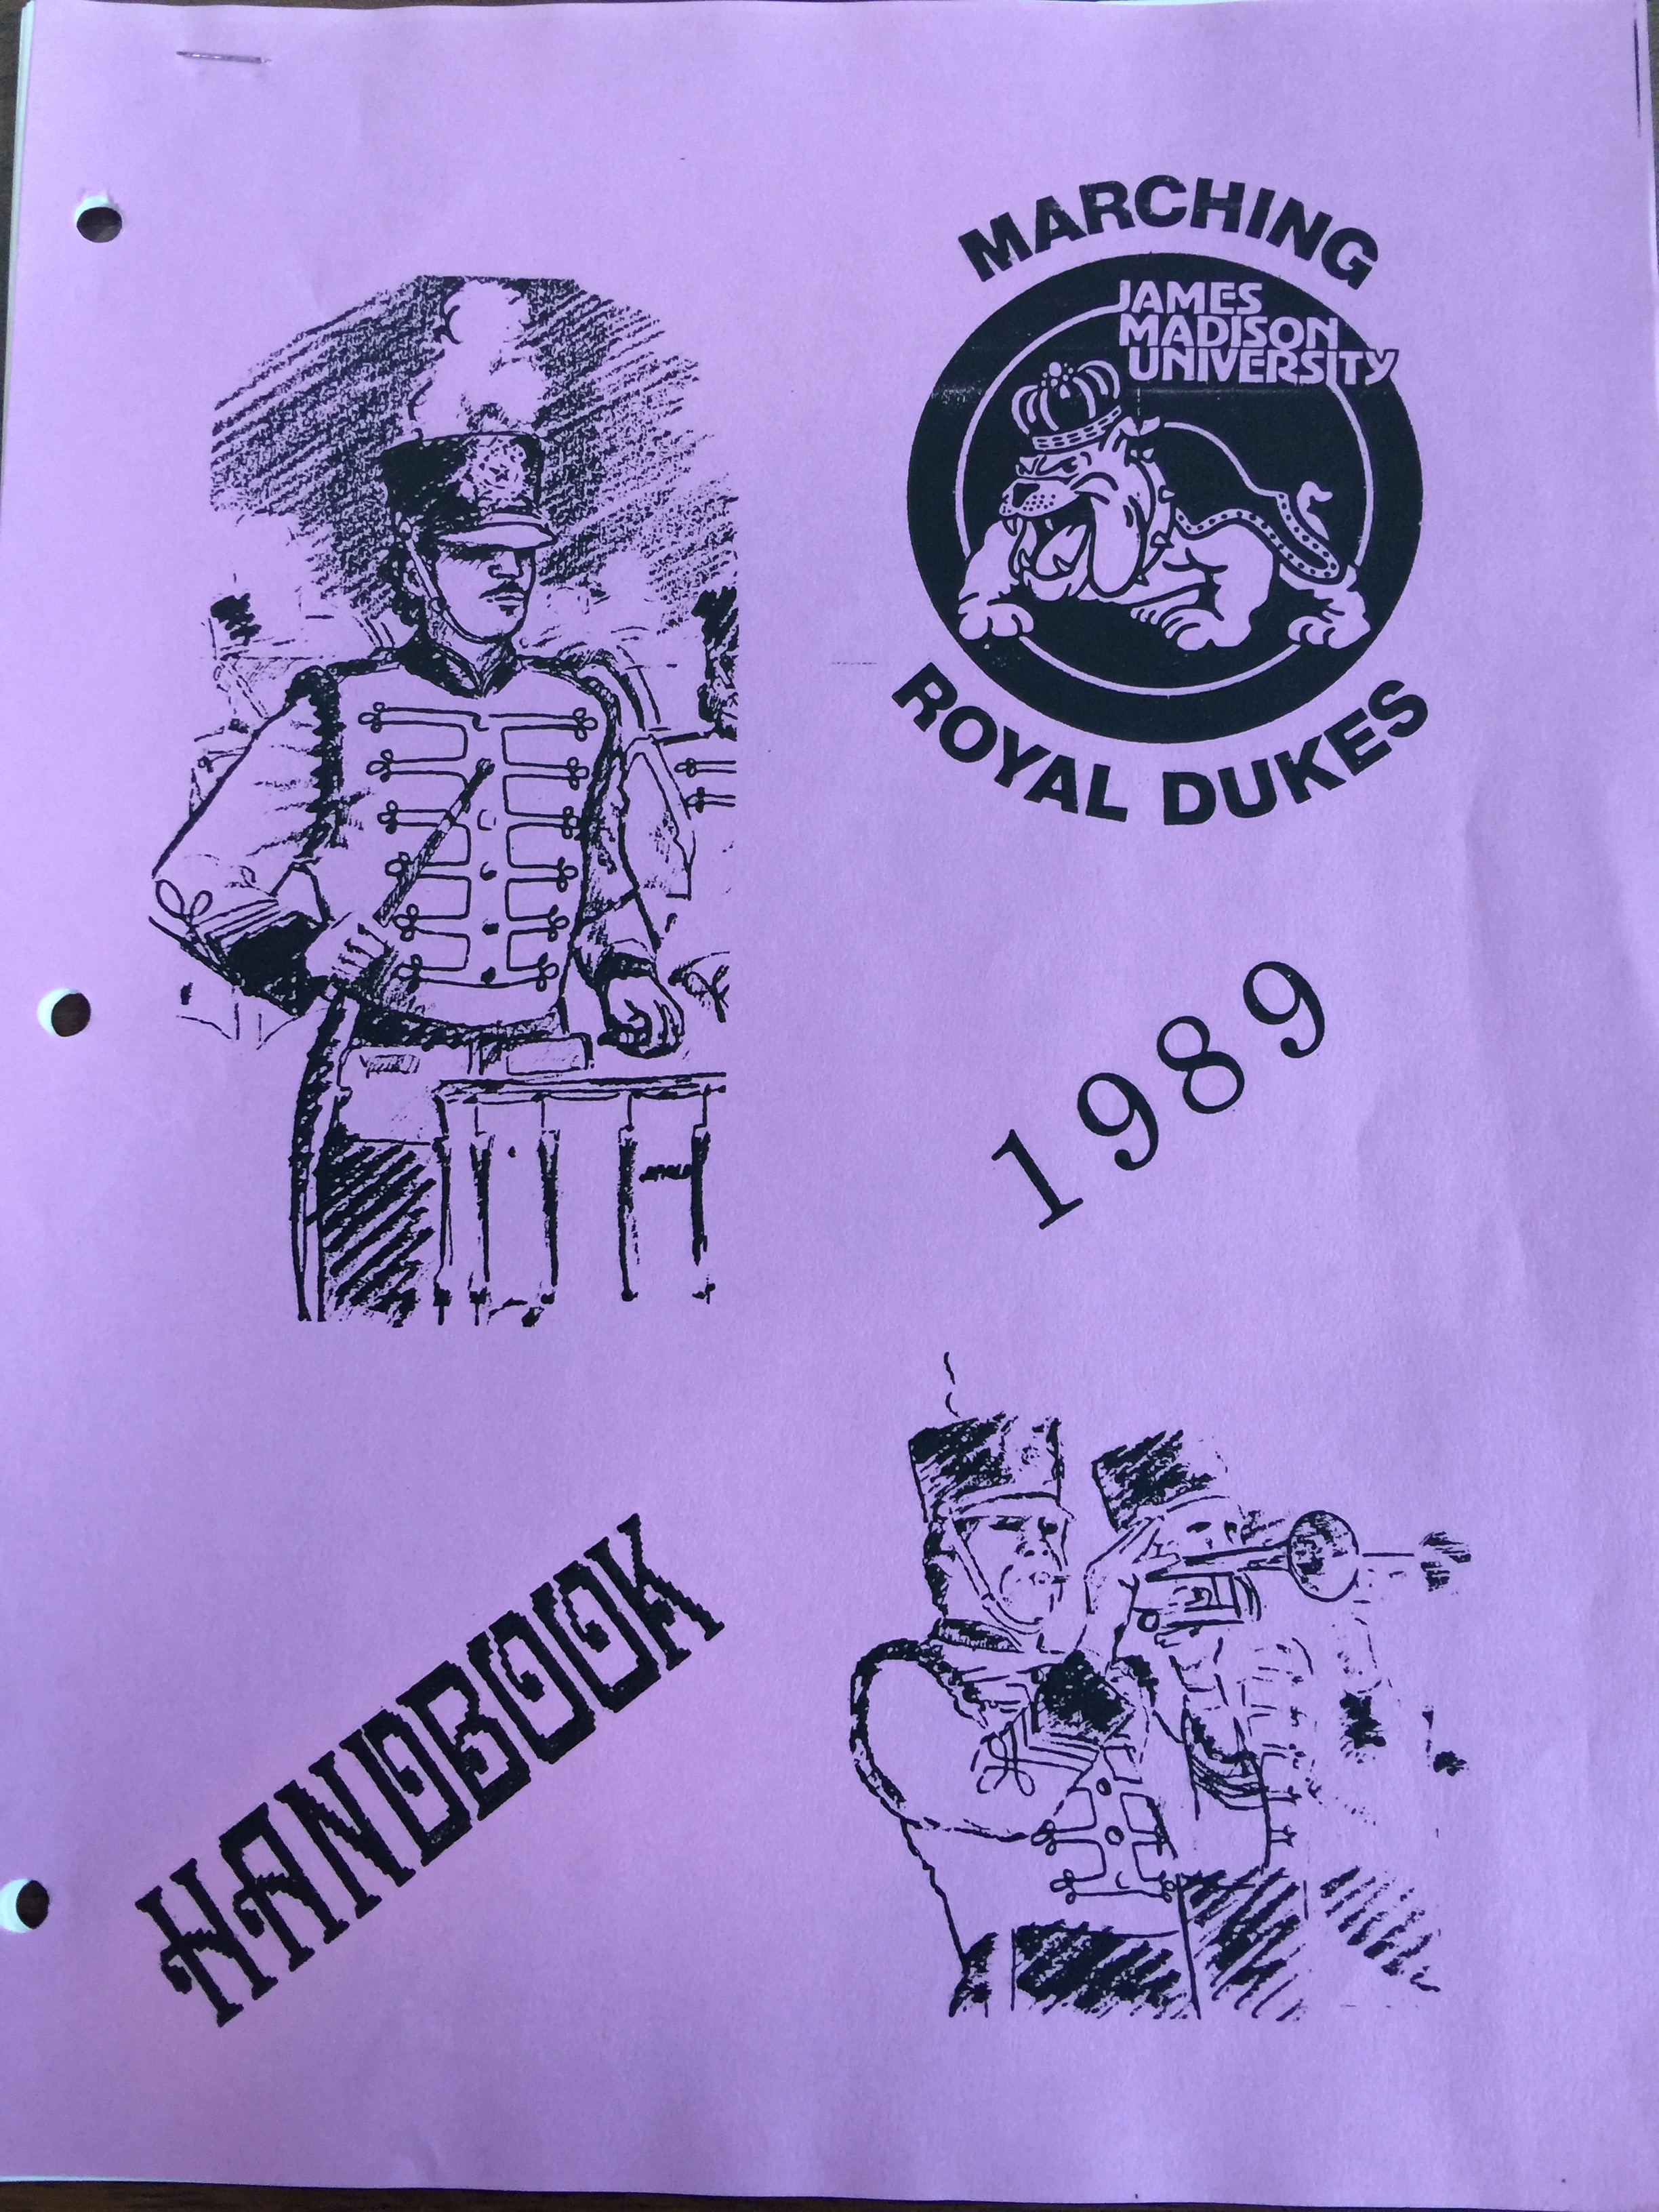 MARCHING
JAMES
MADISON
UNIVERSITY
ROYAL DUKES
1989
HANDBOOK